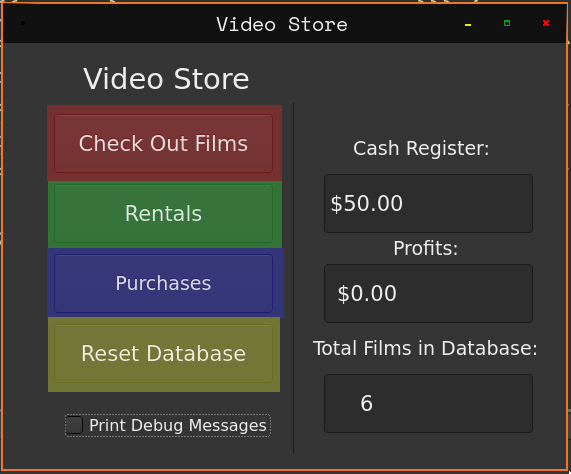 Video Store
Video Store
Check Out Films
Rentals
Purchases
Reset Database
Print Debug Messages
Cash Register:
$50.00
Profits:
$0.00
Total Films in Database:
6